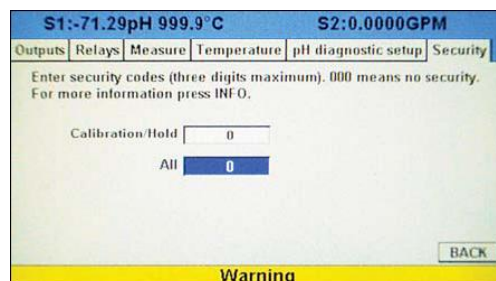 S1:-71.29pH 999.9°C S2:0.0000GPM
Outputs Relays Measure Temperature pH diagnostic setup Security
Enter security codes (three digits maximum). 000 means no security.
For more information press INFO.
Calibration/Hold 0
All 0
BACK
Warning